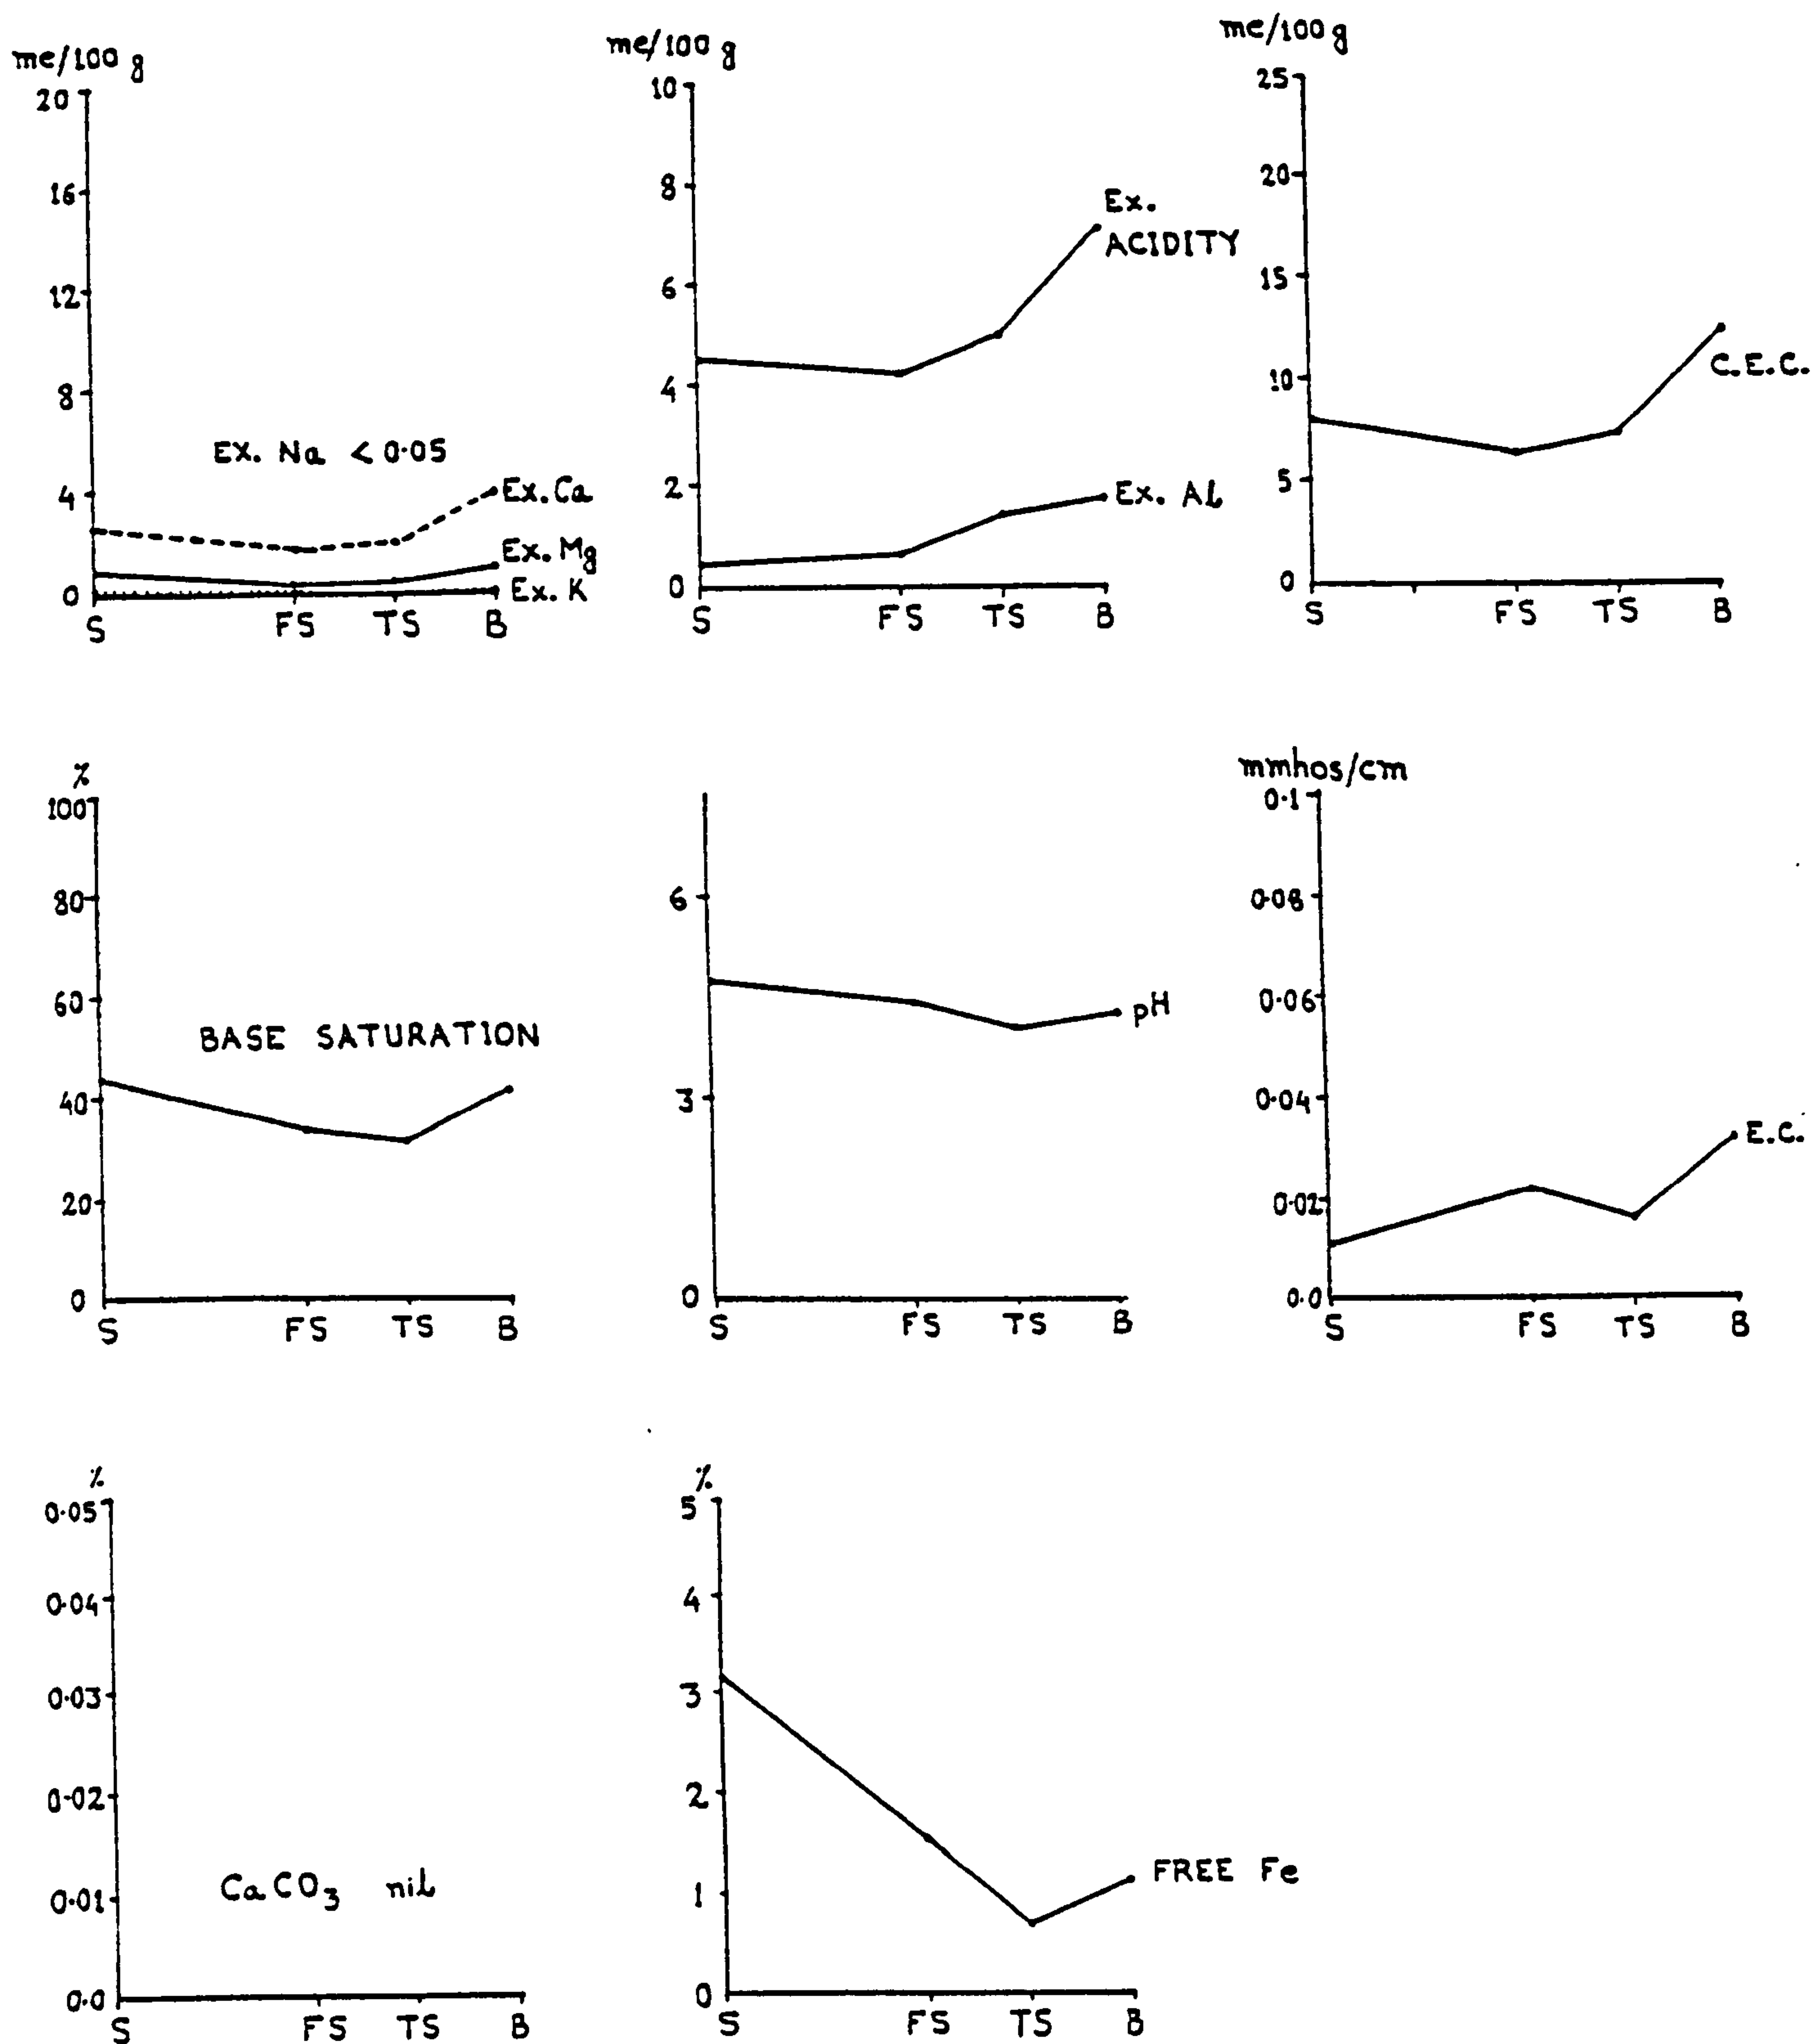 me/100 g
20
16
12
8
4
0
EX. Na < 0.05
Ex. Ca
Ex. Mg
Ex. K
S FS TS B
me/100 g
10
8
6
4
2
0
Ex.
ACIDITY
Ex. Al
S FS TS B
me/100 g
25
20
15
10
5
0
C.E.C.
S FS TS B
%
100
80
60
40
20
0
BASE SATURATION
S FS TS B
6
3
0
pH
S FS TS B
mmhos/cm
0.1
0.08
0.06
0.04
0.02
0.0
E.C.
S FS TS B
%
0.05
0.04
0.03
0.02
0.01
0.0
CaCO₃ nil
S FS TS B
%
5
4
3
2
1
0
FREE Fe
S FS TS B